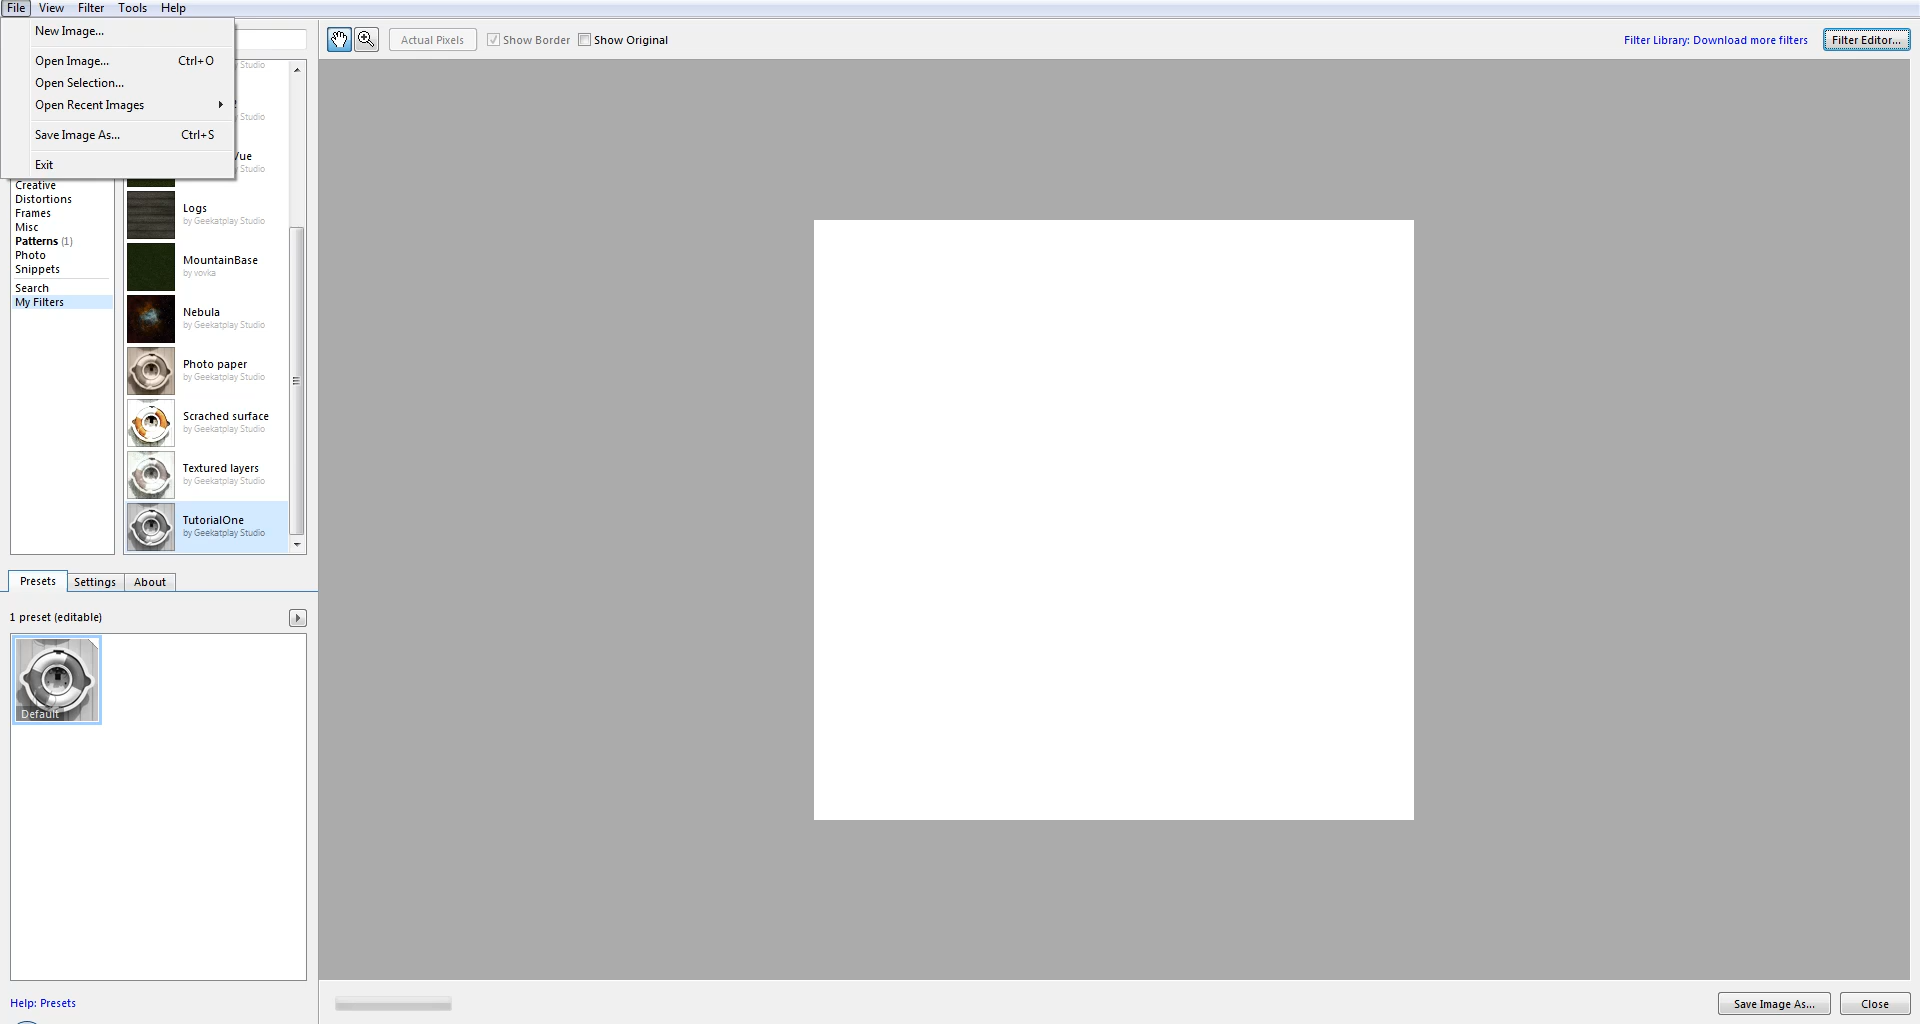 File View Filter Tools Help
New Image...
Open Image... Ctrl+O
Open Selection...
Open Recent Images
Save Image As... Ctrl+S
Exit
Actual Pixels Show Border Show Original
Filter Library: Download more filters Filter Editor...
Creative
Distortions
Frames
Misc
Patterns (1)
Photo
Snippets
Search
My Filters
play Studio
play Studio
Vue
play Studio
Logs
by Geekatplay Studio
MountainBase
by vovka
Nebula
by Geekatplay Studio
Photo paper
by Geekatplay Studio
Scrached surface
by Geekatplay Studio
Textured layers
by Geekatplay Studio
TutorialOne
by Geekatplay Studio
Presets Settings About
1 preset (editable)
Default
Help: Presets
Save Image As... Close